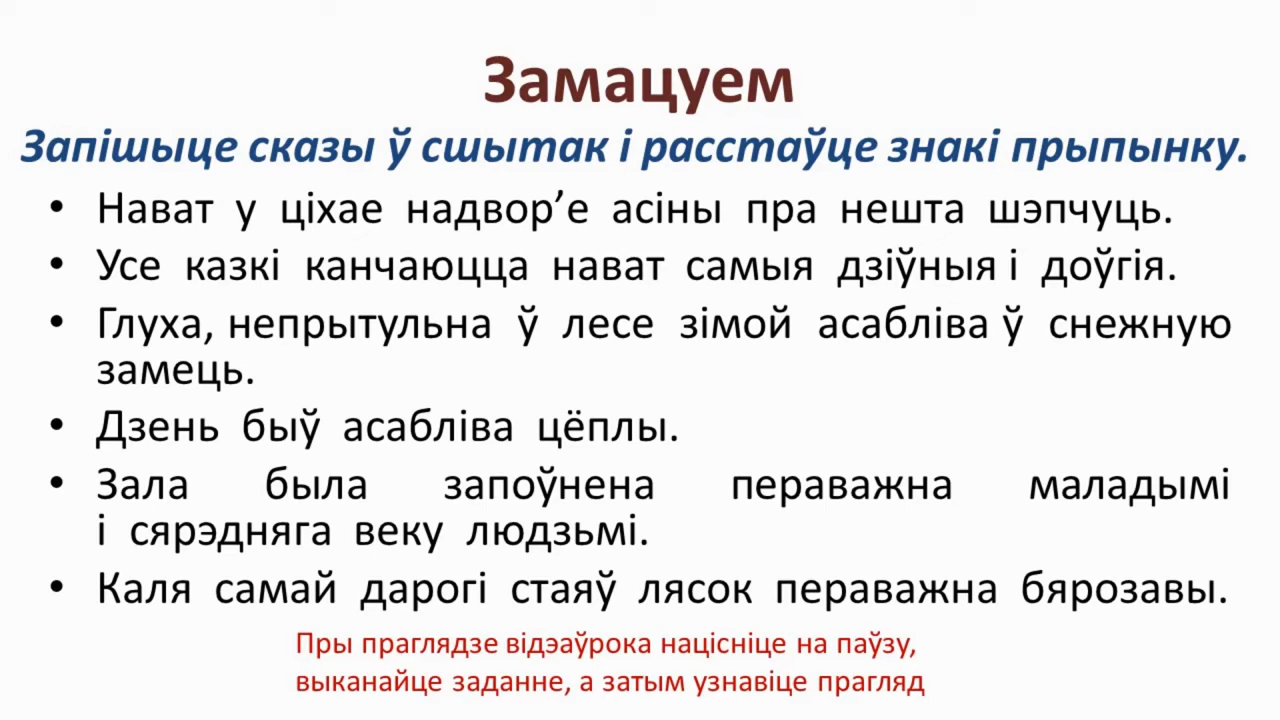 Замацуем
Запішыце сказы ў сшытак і расстаўце знакі прыпынку.
• Нават у ціхае надвор’е асіны пра нешта шэпчуць.
• Усе казкі канчаюцца нават самыя дзіўныя і доўгія.
• Глуха, непрытульна ў лесе зімой асабліва ў снежную
замець.
• Дзень быў асабліва цёплы.
• Зала была запоўнена пераважна маладымі
і сярэдняга веку людзьмі.
• Каля самай дарогі стаяў лясок пераважна бярозавы.
Пры праглядзе відэаўрока націсніце на паўзу,
выканайце заданне, а затым узнавіце прагляд